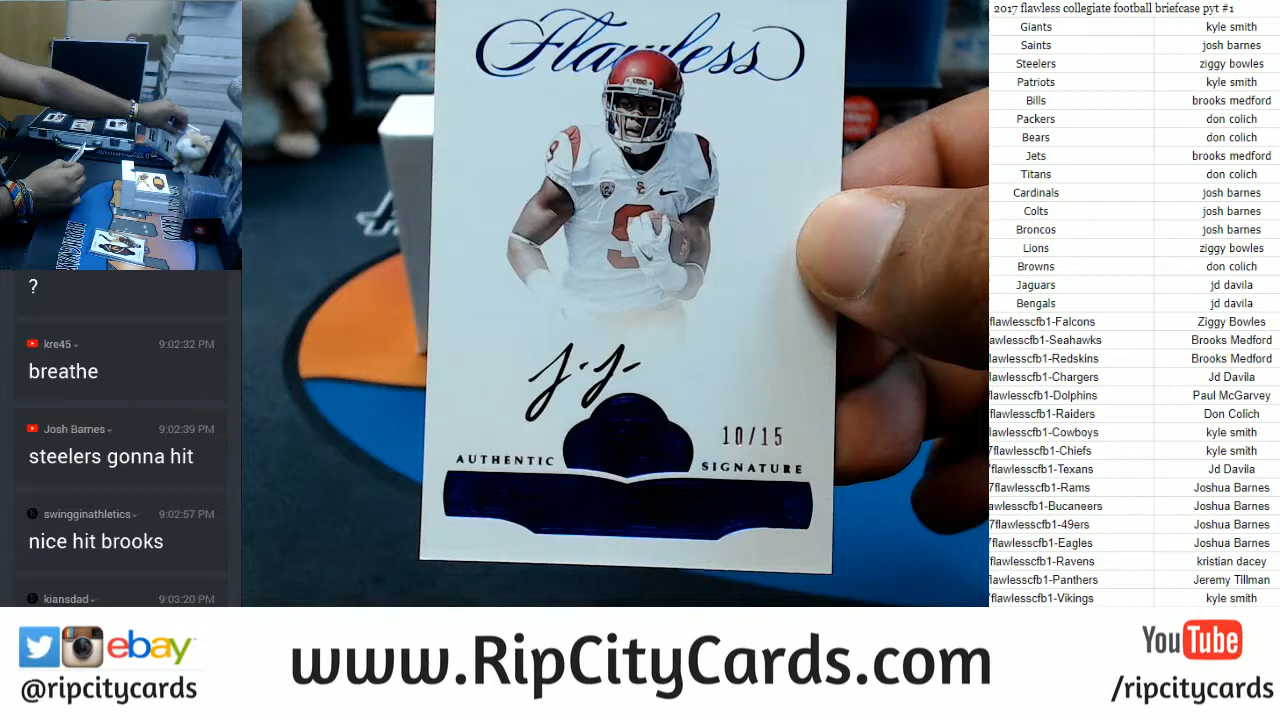 ?
kre45
9:02:32 PM
breathe
Josh Barnes
9:02:39 PM
steelers gonna hit
swingginathletics
9:02:57 PM
nice hit brooks
kiansdad
9:03:20 PM
Flawless
9
SC
9
J.J.
10/15
AUTHENTIC SIGNATURE
2017 flawless collegiate football briefcase pyt #1
Giants kyle smith
Saints josh barnes
Steelers ziggy bowles
Patriots kyle smith
Bills brooks medford
Packers don colich
Bears don colich
Jets brooks medford
Titans don colich
Cardinals josh barnes
Colts josh barnes
Broncos josh barnes
Lions ziggy bowles
Browns don colich
Jaguars jd davila
Bengals jd davila
flawlesscfb1-Falcons Ziggy Bowles
lawlesscfb1-Seahawks Brooks Medford
flawlesscfb1-Redskins Brooks Medford
flawlesscfb1-Chargers Jd Davila
flawlesscfb1-Dolphins Paul McGarvey
flawlesscfb1-Raiders Don Colich
flawlesscfb1-Cowboys kyle smith
7flawlesscfb1-Chiefs kyle smith
7flawlesscfb1-Texans Jd Davila
7flawlesscfb1-Rams Joshua Barnes
lawlesscfb1-Bucaneers Joshua Barnes
7flawlesscfb1-49ers Joshua Barnes
7flawlesscfb1-Eagles Joshua Barnes
flawlesscfb1-Ravens kristian dacey
flawlesscfb1-Panthers Jeremy Tillman
7flawlesscfb1-Vikings kyle smith
ebay
@ripcitycards
www.RipCityCards.com
YouTube
/ripcitycards